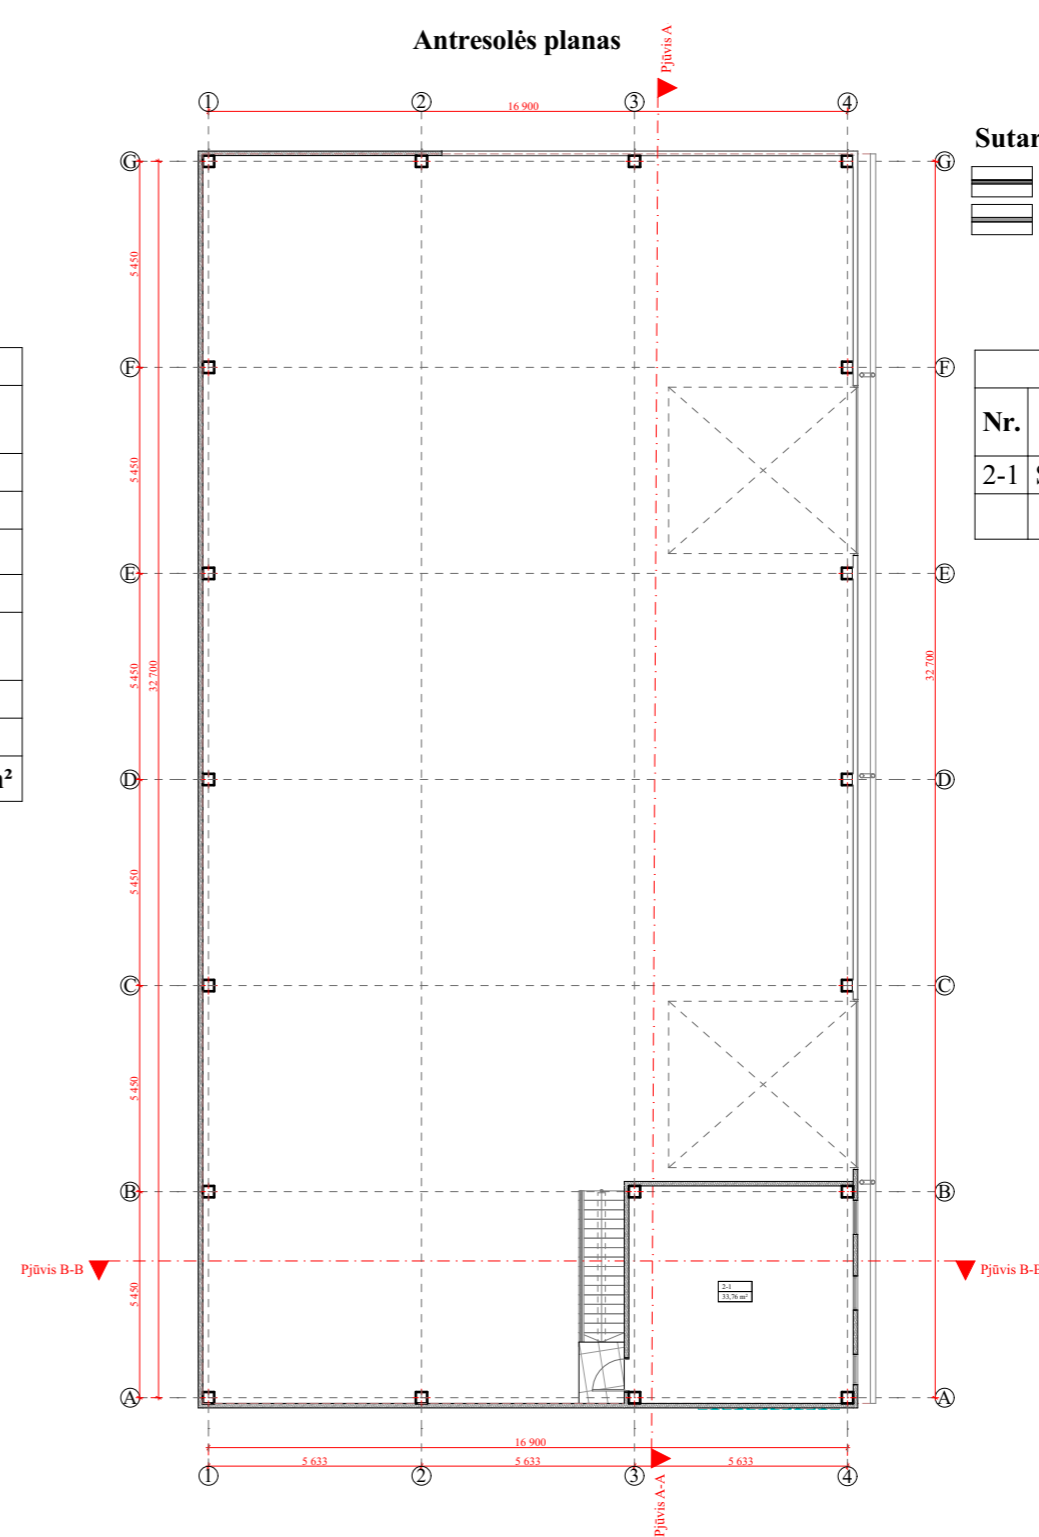 Antresolės planas
Pjūvis A
1 2 3 4
16 900
G G
Sutar
5 450
F F
Nr.
2-1 S
5 450
E E
5 450
32 700
32 700
D D
m²
5 450
C C
5 450
B B
Pjūvis B-B
Pjūvis B-B
2-1
33,76 m²
5 450
A A
16 900
5 633 5 633 5 633
1 2 3 4
Pjūvis A-A